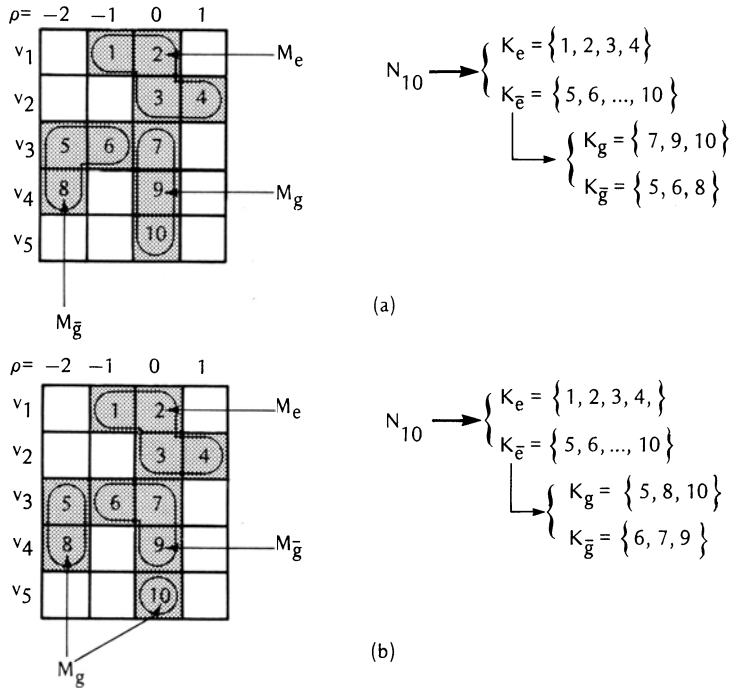 ρ= −2 −1 0 1
v1 1 2 Me
v2 3 4
v3 5 6 7
v4 8 9 Mg
v5 10
Mḡ
N10 → { Ke = {1, 2, 3, 4}
Kē = {5, 6, ..., 10}
{ Kg = {7, 9, 10}
Kḡ = {5, 6, 8}
(a)
ρ= −2 −1 0 1
v1 1 2 Me
v2 3 4
v3 5 6 7
v4 8 9 Mḡ
v5 10
Mg
N10 → { Ke = {1, 2, 3, 4,}
Kē = {5, 6, ..., 10}
{ Kg = {5, 8, 10}
Kḡ = {6, 7, 9}
(b)